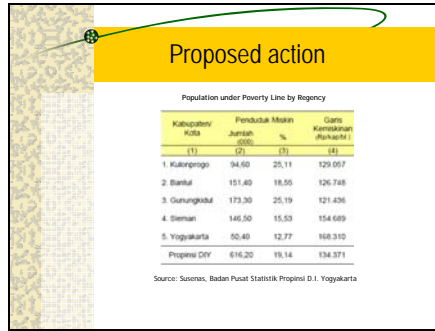 Proposed action
Population under Poverty Line by Regency
Kabupaten/ Kota Penduduk Miskin Garis Kemiskinan (Rp/kap/bl.)
Jumlah (000) %
(1) (2) (3) (4)
1. Kulonprogo 94,60 25,11 129.057
2. Bantul 151,40 18,55 126.748
3. Gunungkidul 173,30 25,19 121.436
4. Sleman 146,50 15,53 154.689
5. Yogyakarta 50,40 12,77 168.310
Propinsi DIY 616,20 19,14 134.371
Source: Susenas, Badan Pusat Statistik Propinsi D.I. Yogyakarta